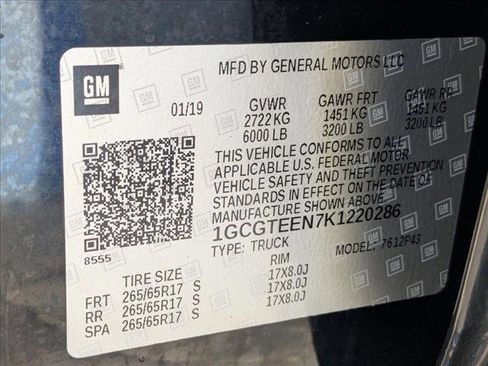 GM
MFD BY GENERAL MOTORS LLC
01/19 GVWR GAWR FRT GAWR RR
2722 KG 1451 KG 1451 KG
6000 LB 3200 LB 3200 LB
THIS VEHICLE CONFORMS TO ALL
APPLICABLE U.S. FEDERAL MOTOR
VEHICLE SAFETY AND THEFT PREVENTION
STANDARDS IN EFFECT ON THE DATE OF
MANUFACTURE SHOWN ABOVE.
1GCGTEEN7K1220286
8555 TYPE: TRUCK MODEL: 7612P43
TIRE SIZE RIM
FRT 265/65R17 S 17X8.0J
RR 265/65R17 S 17X8.0J
SPA 265/65R17 S 17X8.0J